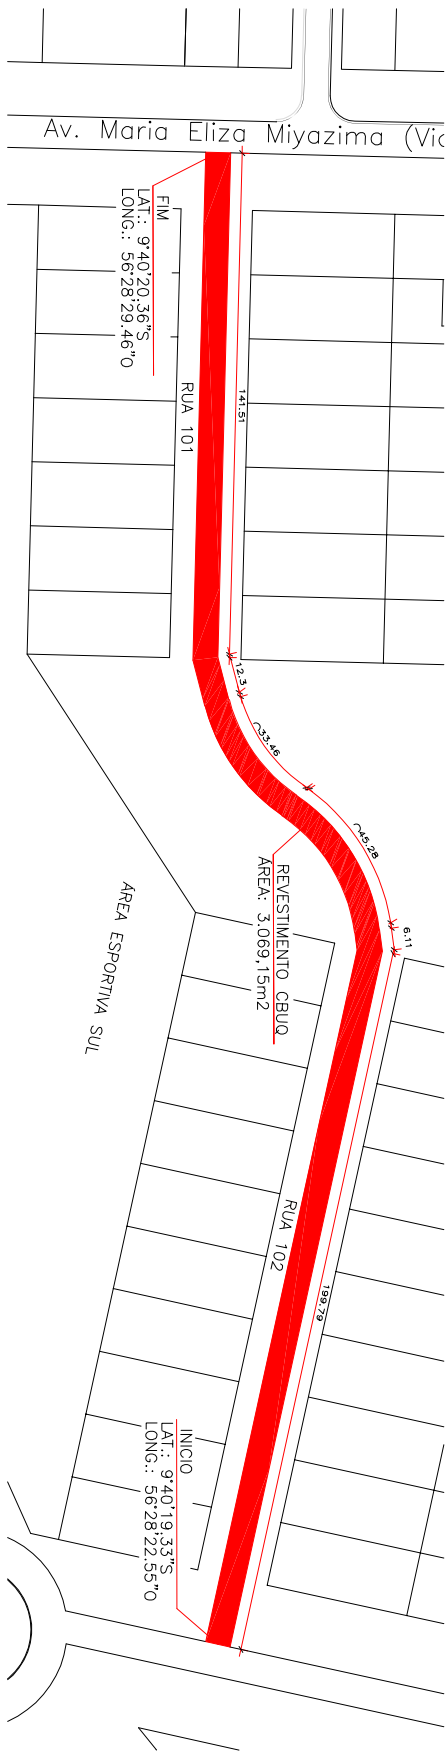 Av. Maria Eliza Miyazima (Vic
FIM
LAT.: 9°40'20.36"S
LONG.: 56°28'29.46"O
RUA 101
141.51
12.3
33.46
45.28
6.11
REVESTIMENTO CBUQ
ÁREA: 3.069,15m2
ÁREA ESPORTIVA SUL
RUA 102
199.79
INICIO
LAT.: 9°40'19.33"S
LONG.: 56°28'22.55"O